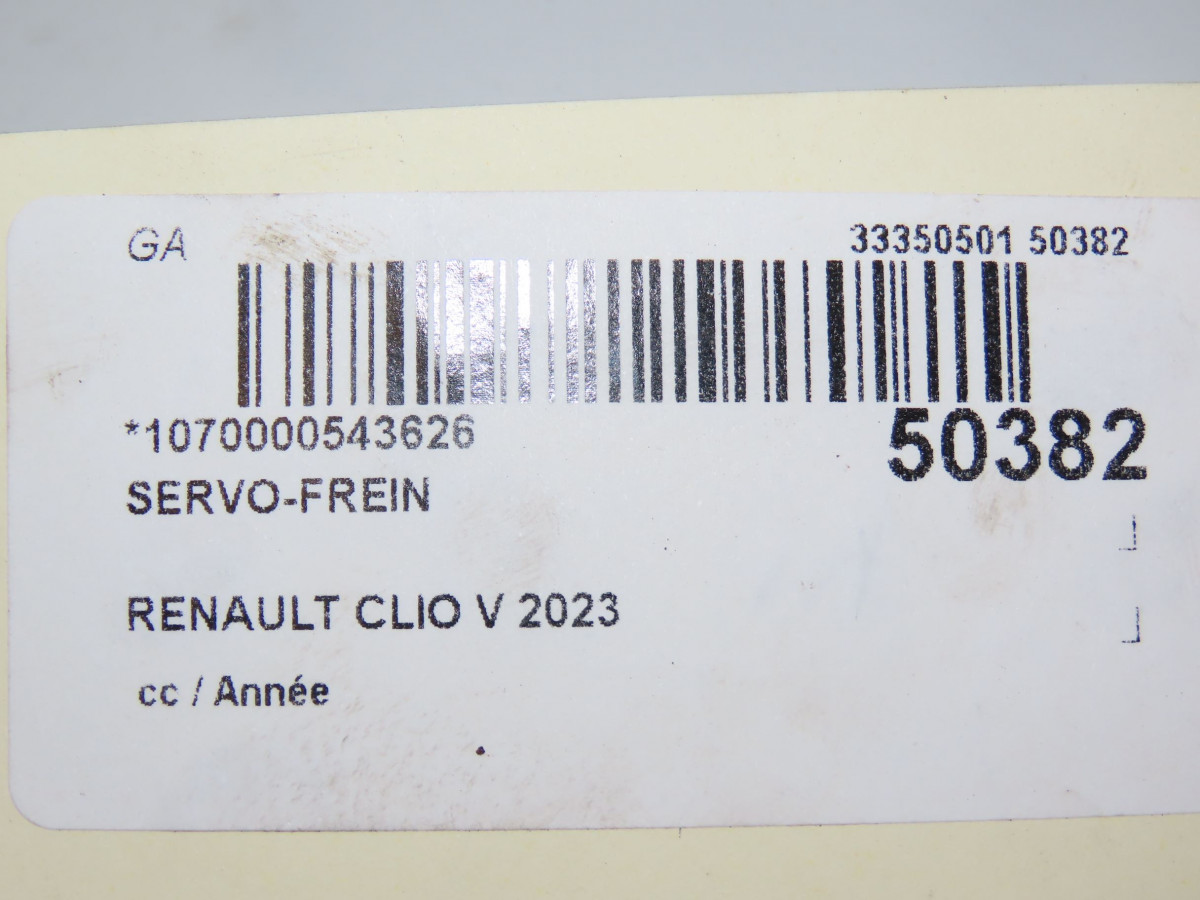 GA
33350501 50382
*1070000543626
50382
SERVO-FREIN
RENAULT CLIO V 2023
cc / Année